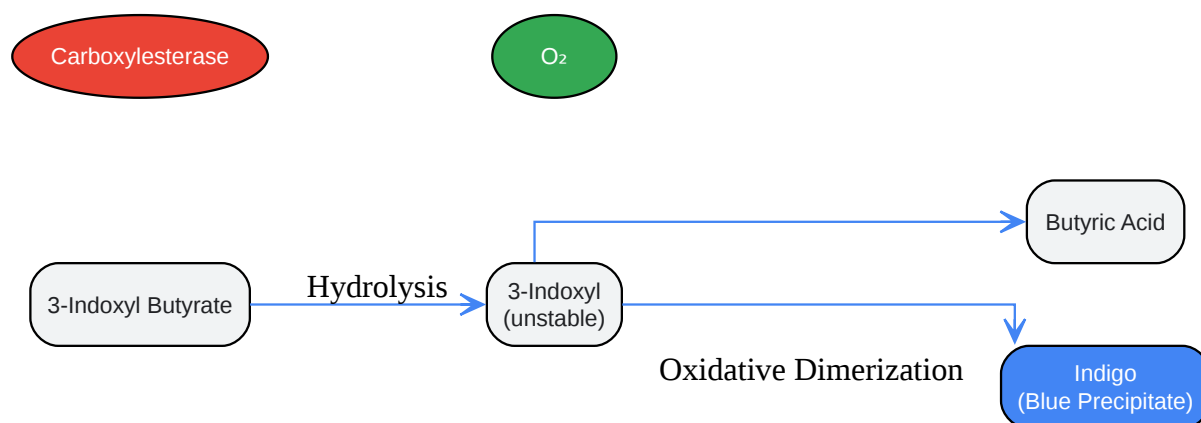 Carboxylesterase
O₂
Butyric Acid
3-Indoxyl Butyrate
Hydrolysis
3-Indoxyl
(unstable)
Oxidative Dimerization
Indigo
(Blue Precipitate)